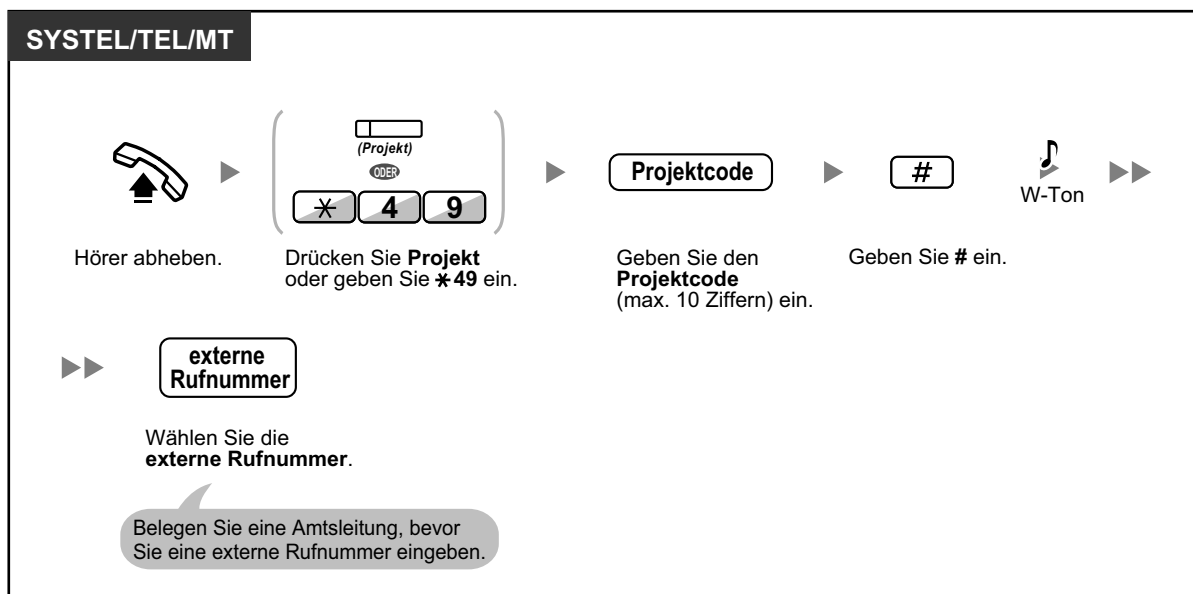 SYSTEL/TEL/MT
(Projekt)
ODER
* 4 9
Projektcode
#
W-Ton
Hörer abheben.
Drücken Sie Projekt
oder geben Sie *49 ein.
Geben Sie den
Projektcode
(max. 10 Ziffern) ein.
Geben Sie # ein.
externe
Rufnummer
Wählen Sie die
externe Rufnummer.
Belegen Sie eine Amtsleitung, bevor
Sie eine externe Rufnummer eingeben.